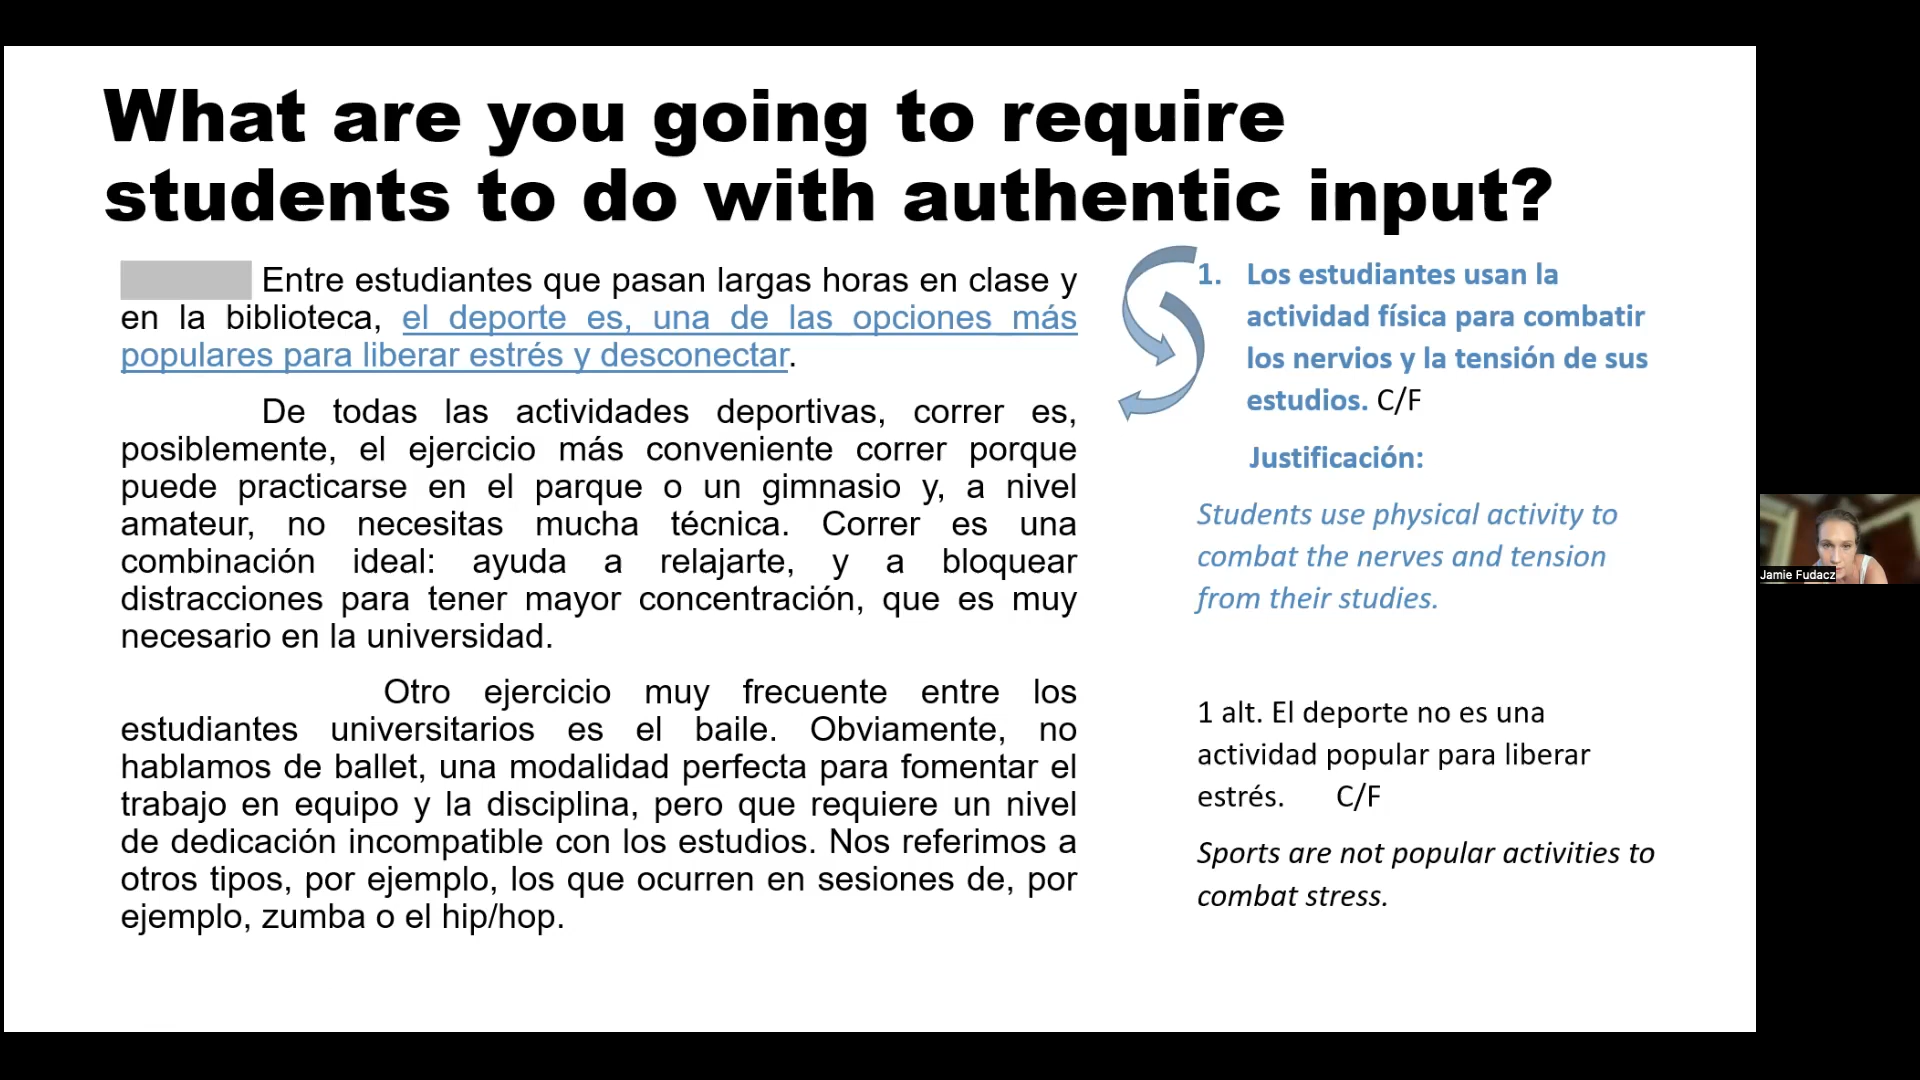 What are you going to require
students to do with authentic input?
Entre estudiantes que pasan largas horas en clase y
en la biblioteca, el deporte es, una de las opciones más
populares para liberar estrés y desconectar.
De todas las actividades deportivas, correr es,
posiblemente, el ejercicio más conveniente correr porque
puede practicarse en el parque o un gimnasio y, a nivel
amateur, no necesitas mucha técnica. Correr es una
combinación ideal: ayuda a relajarte, y a bloquear
distracciones para tener mayor concentración, que es muy
necesario en la universidad.
Otro ejercicio muy frecuente entre los
estudiantes universitarios es el baile. Obviamente, no
hablamos de ballet, una modalidad perfecta para fomentar el
trabajo en equipo y la disciplina, pero que requiere un nivel
de dedicación incompatible con los estudios. Nos referimos a
otros tipos, por ejemplo, los que ocurren en sesiones de, por
ejemplo, zumba o el hip/hop.
1. Los estudiantes usan la
actividad física para combatir
los nervios y la tensión de sus
estudios. C/F
Justificación:
Students use physical activity to
combat the nerves and tension
from their studies.
1 alt. El deporte no es una
actividad popular para liberar
estrés. C/F
Sports are not popular activities to
combat stress.
Jamie Fudacz